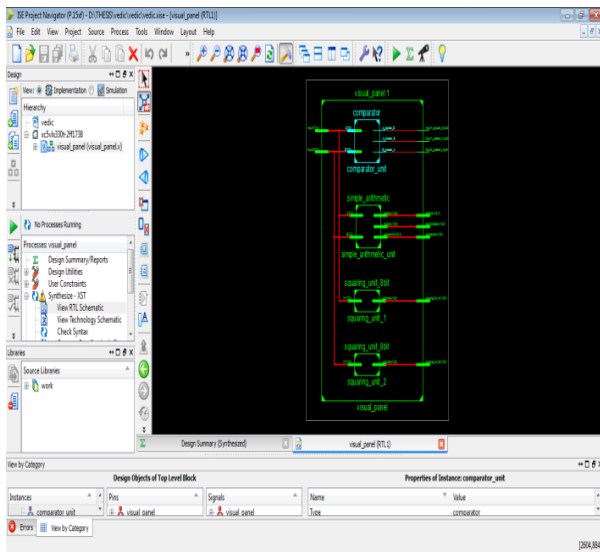 ISE Project Navigator (P.15xf) - D:\THESIS\vedic\vedic\vedic.xise - [visual_panel (RTL1)]
File Edit View Project Source Process Tools Window Layout Help
Design
View: Implementation Simulation
Hierarchy
vedic
visual_panel (visual_panel.v)
No Processes Running
Processes: visual_panel
Design Summary/Reports
Design Utilities
User Constraints
Synthesize - XST
View RTL Schematic
View Technology Schematic
Check Syntax
Libraries
Source Libraries
work
visual_panel:1
comparator
comparator_unit
simple_arithmetic
simple_arithmetic_unit
squaring_unit_8bit
squaring_unit_1
squaring_unit_8bit
squaring_unit_2
visual_panel
Design Summary (Synthesized)
visual_panel (RTL1)
View by Category
Design Objects of Top Level Block
Properties of Instance: comparator_unit
Instances
Pins
Signals
Name
Value
comparator_unit
visual_panel
visual_panel
Type
comparator
Errors
View by Category